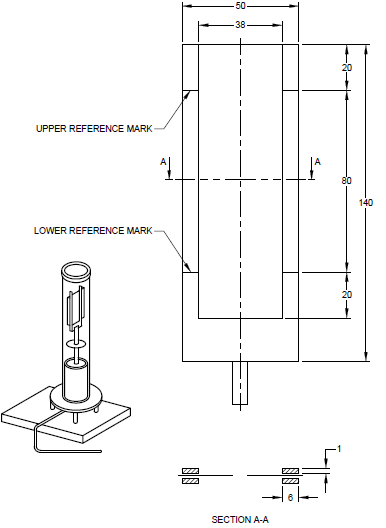 50
38
20
UPPER REFERENCE MARK
A
A
80
140
LOWER REFERENCE MARK
20
1
6
SECTION A-A